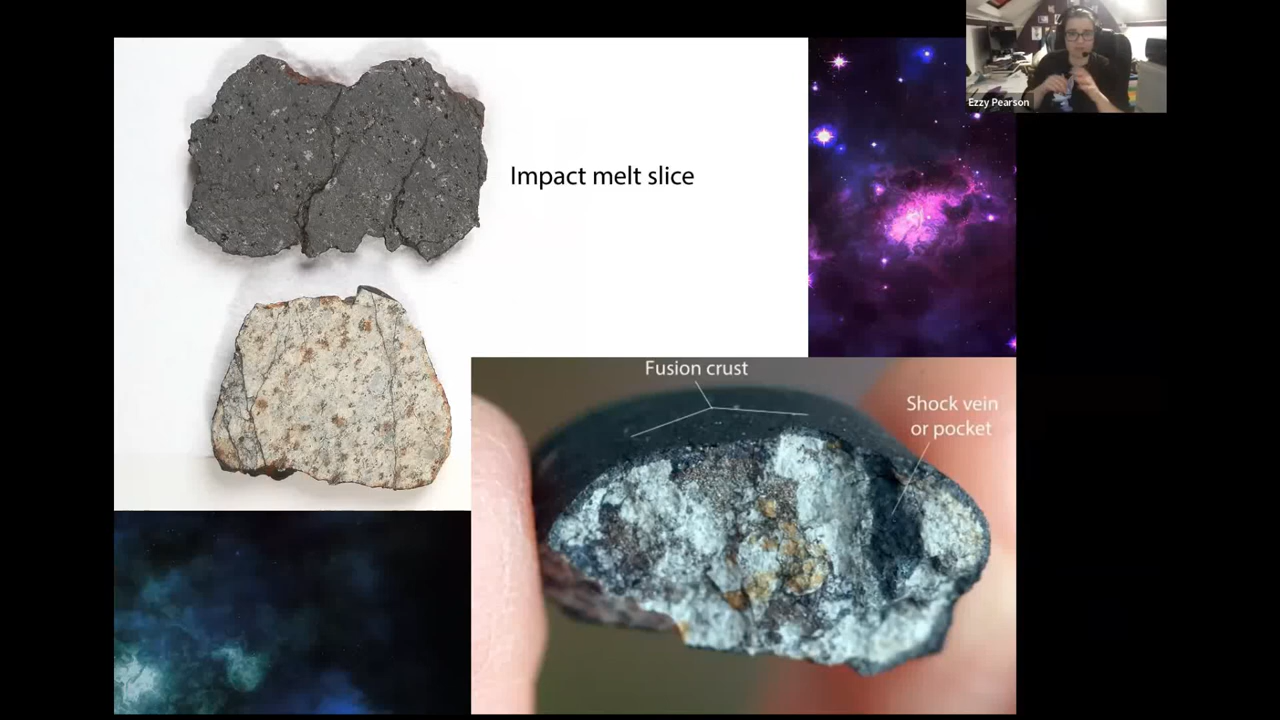 Ezzy Pearson
Impact melt slice
Fusion crust
Shock vein
or pocket